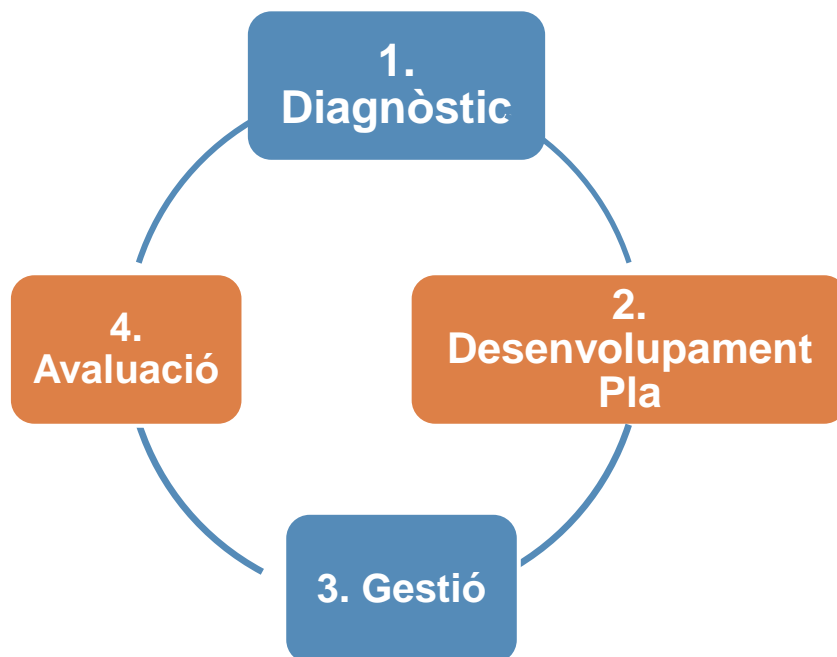 1.
Diagnòstic
2.
Desenvolupament
Pla
3. Gestió
4.
Avaluació